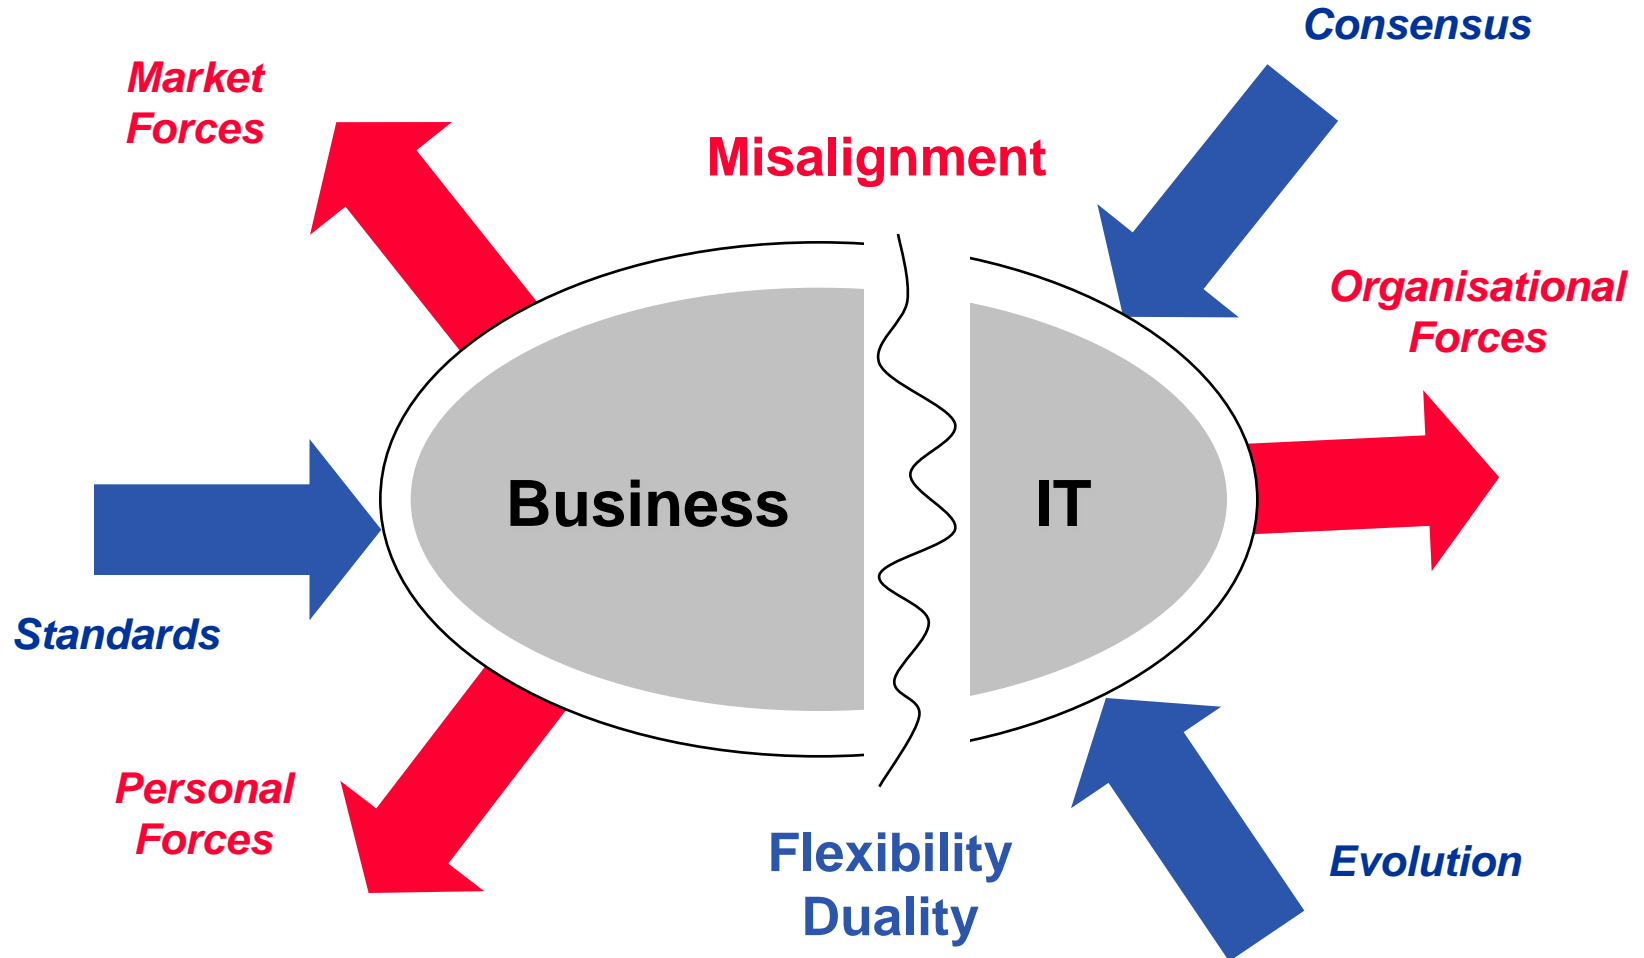 Consensus
Market
Forces
Misalignment
Organisational
Forces
Business
IT
Standards
Personal
Forces
Flexibility
Duality
Evolution